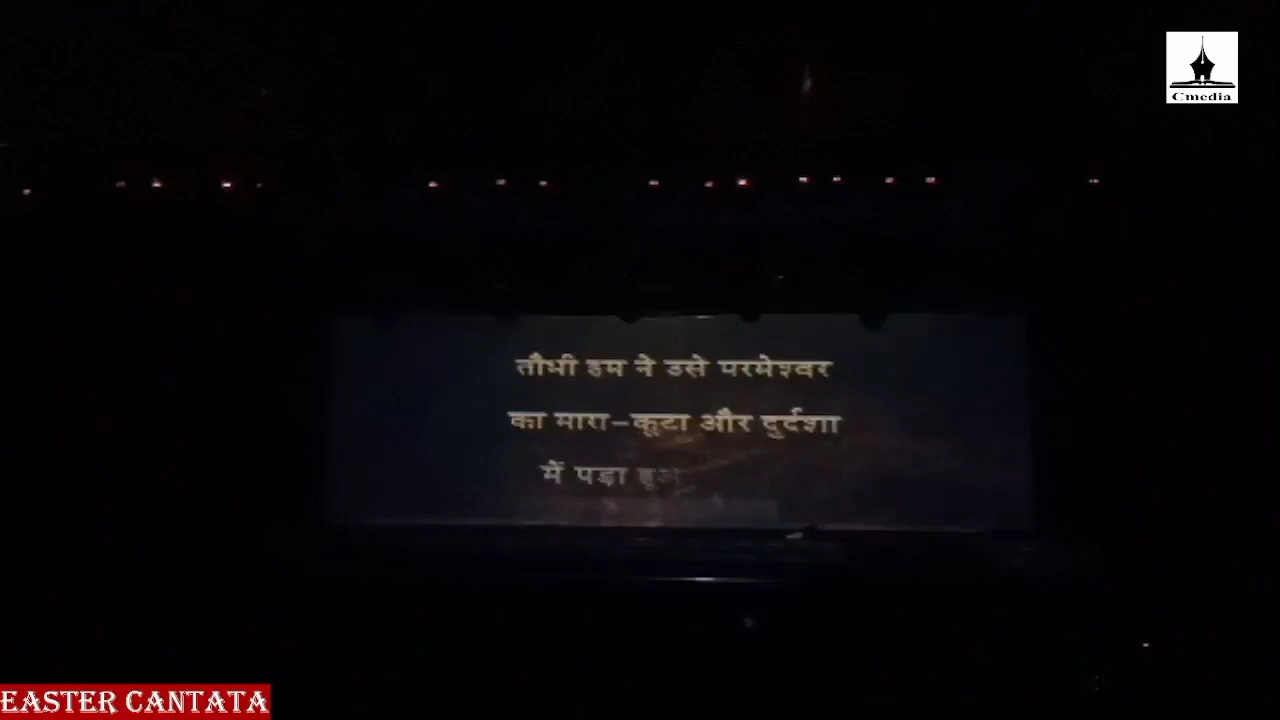 Cmedia
तौभी हम ने उसे परमेश्वर
का मारा-कूटा और दुर्दशा
में पड़ा
EASTER CANTATA